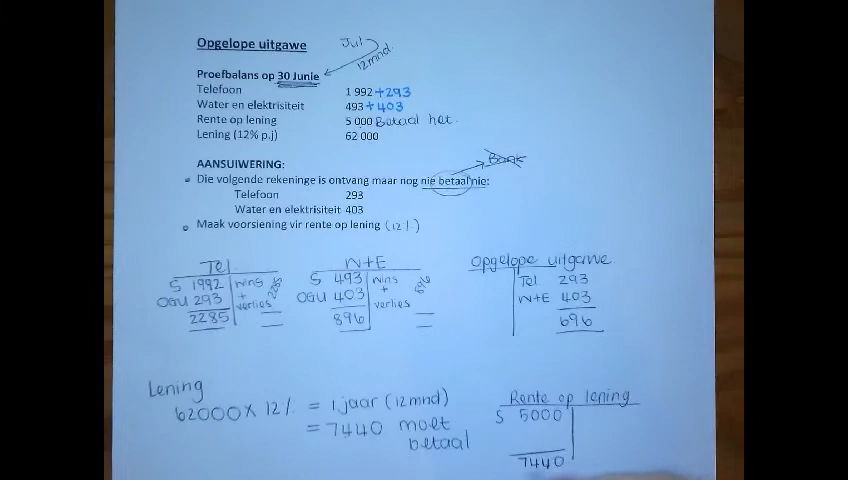 Opgelope uitgawe
Jul
12mnd.
Proefbalans op 30 Junie
Telefoon 1 992 +293
Water en elektrisiteit 493 +403
Rente op lening 5 000 Betaal het.
Lening (12% p.j) 62 000
AANSUIWERING:
Bank
Die volgende rekeninge is ontvang maar nog nie betaal nie:
Telefoon 293
Water en elektrisiteit 403
Maak voorsiening vir rente op lening (12%)
Tel
S 1992 wins
OGU 293 + verlies 2285
2285
W+E
S 493 wins
OGU 403 + verlies
896
Opgelope uitgawe
Tel 293
W+E 403
696
Lening
62000 x 12% = 1 jaar (12mnd)
= 7440 moet
betaal
Rente op lening
S 5000
7440